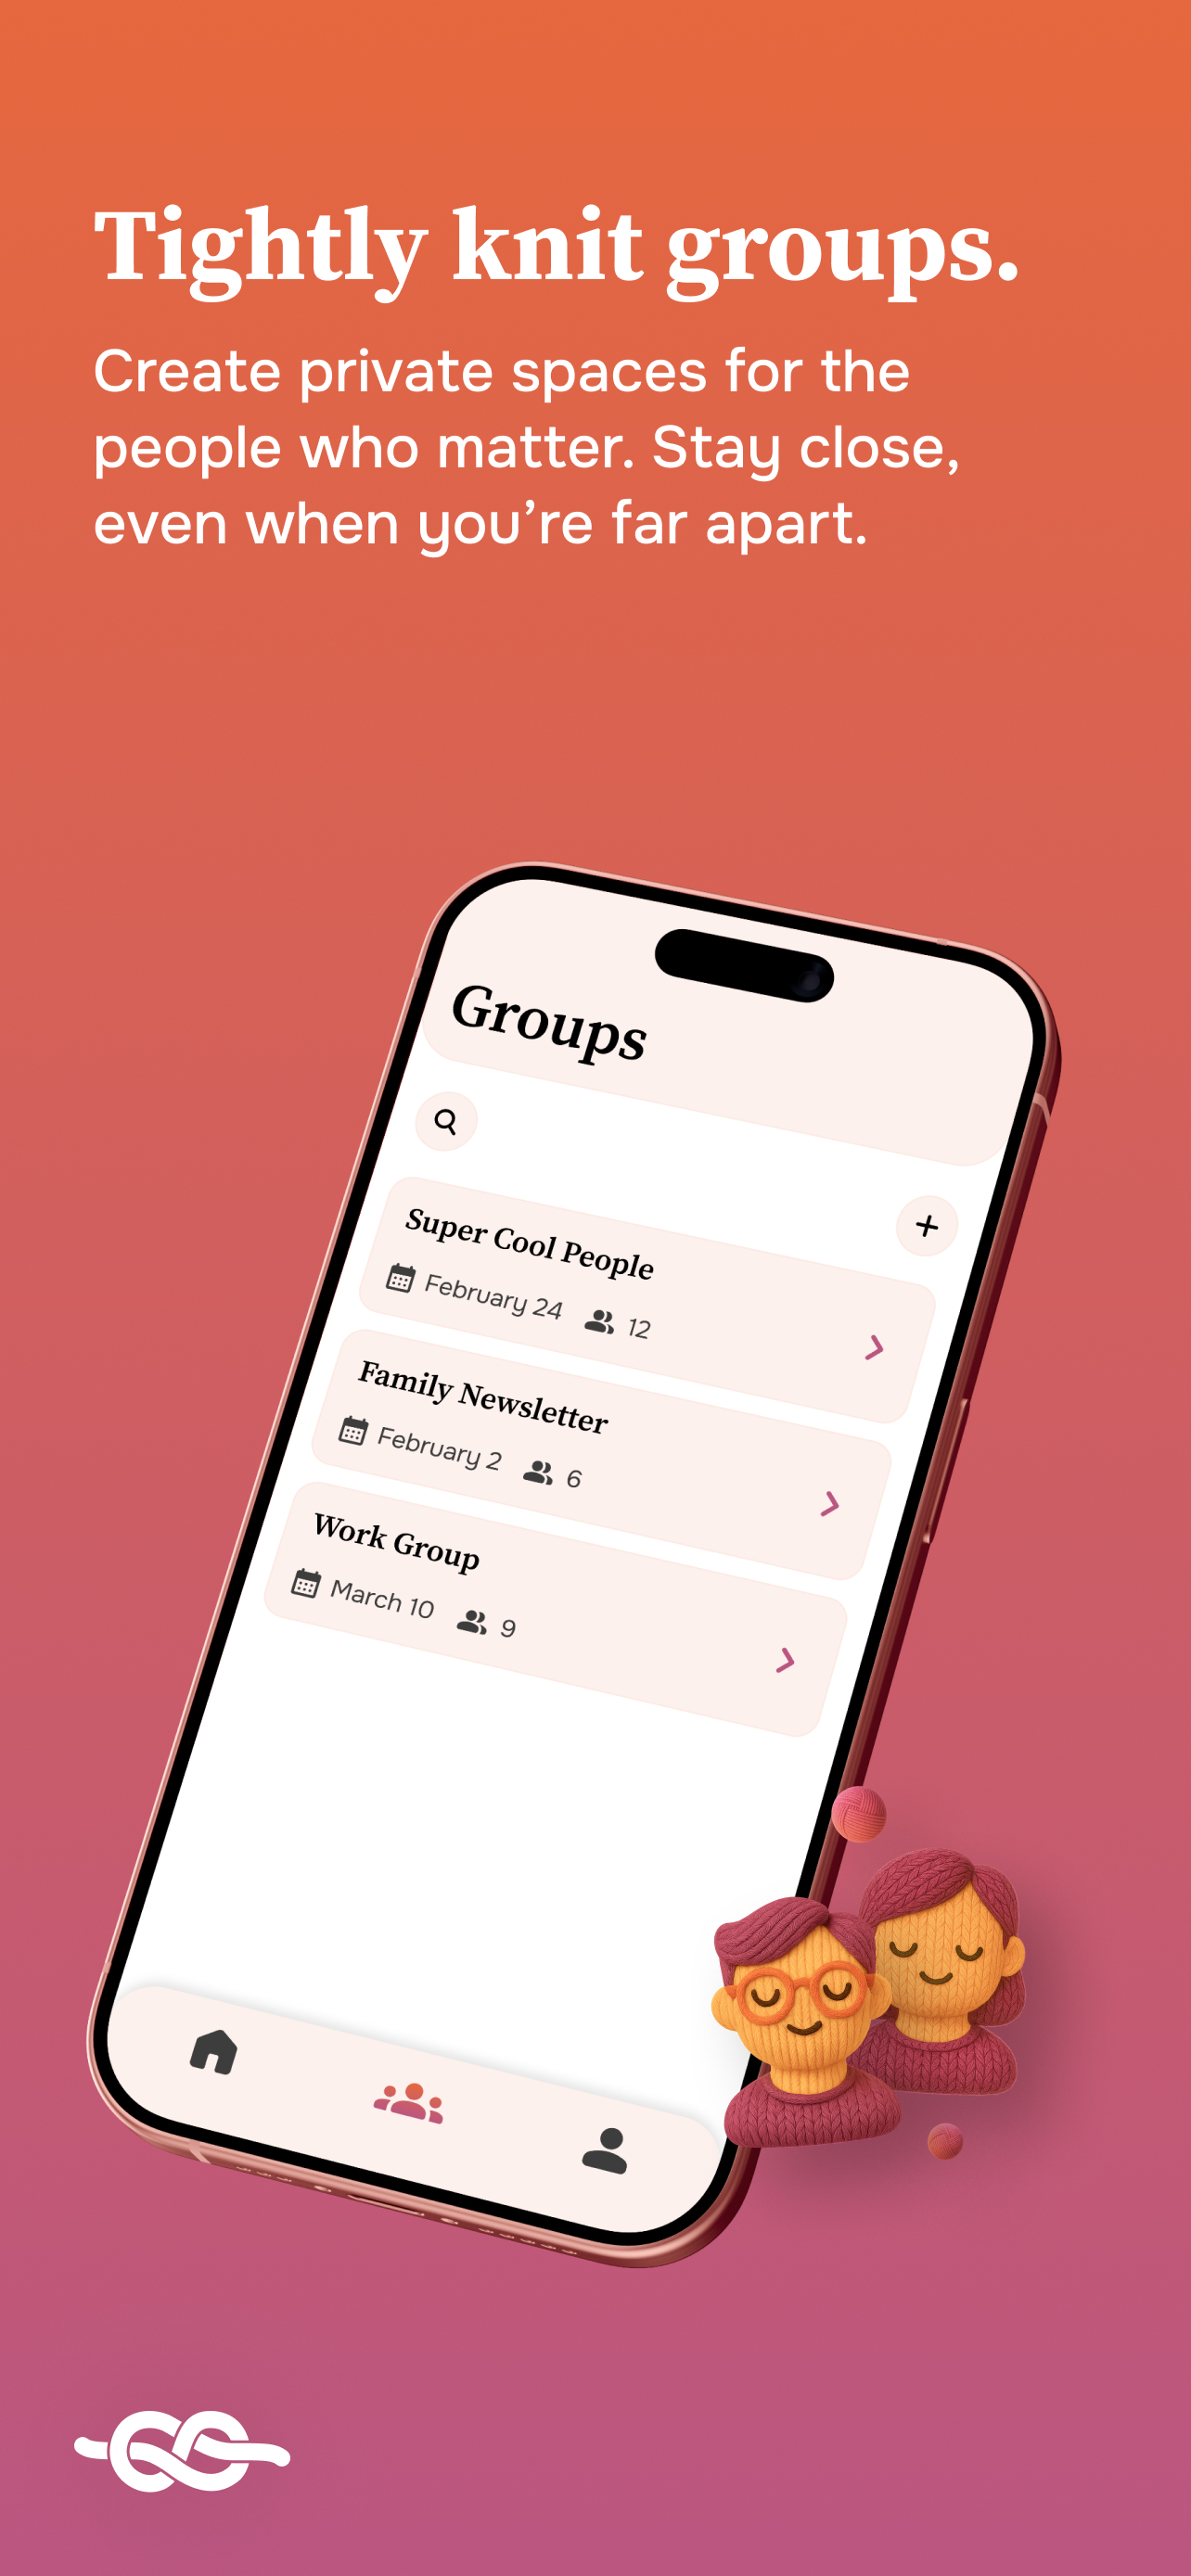 Tightly knit groups.
Create private spaces for the
people who matter. Stay close,
even when you’re far apart.
Groups
Super Cool People
February 24 12
Family Newsletter
February 2 6
Work Group
March 10 9